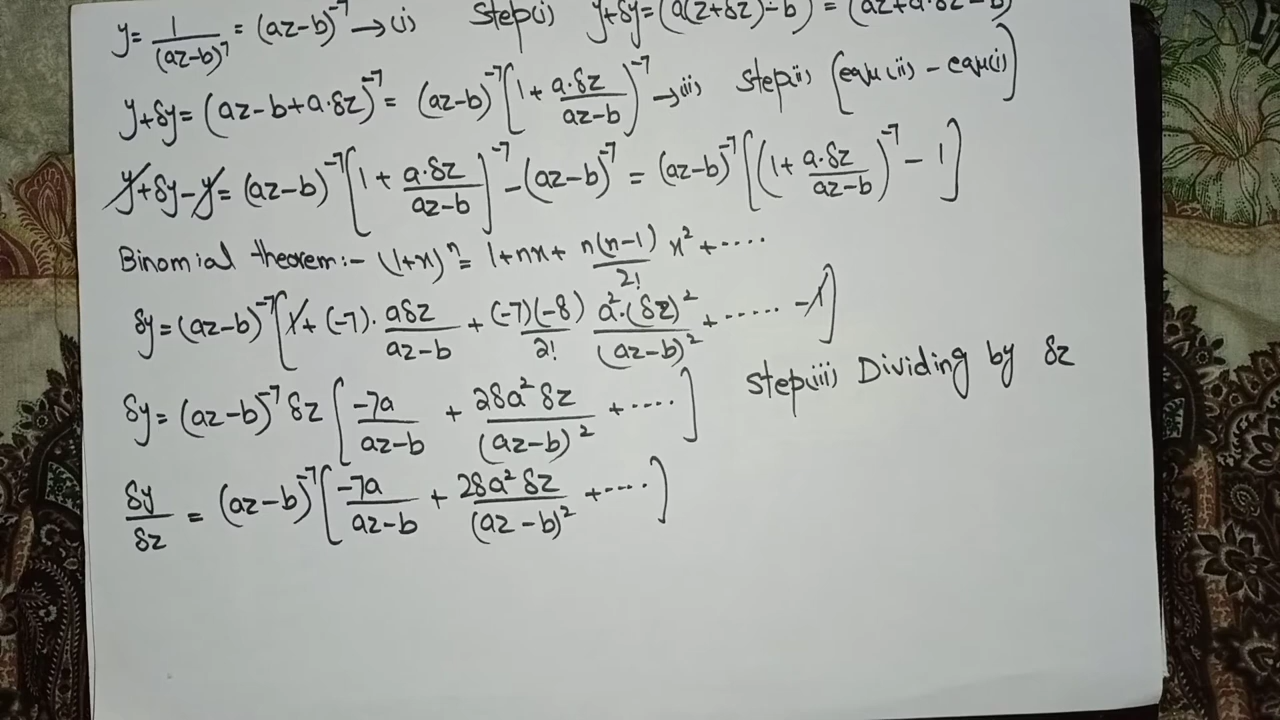 y = 1/(az-b)^7 = (az-b)^-7 → (i) Step(i) y+δy = (a(z+δz)-b) = (az+a·δz-b)
y+δy = (az-b+a·δz)^-7 = (az-b)^-7 [1 + a·δz/(az-b)]^-7 → (ii) Step(ii) (eqn(ii) - eqn(i))
y+δy-y = (az-b)^-7 [1 + a·δz/(az-b)]^-7 - (az-b)^-7 = (az-b)^-7 [(1 + a·δz/(az-b))^-7 - 1]
Binomial theorem:- (1+x)^n = 1+nx+ n(n-1)/2! x^2 + ....
δy = (az-b)^-7 [1 + (-7)· aδz/(az-b) + (-7)(-8)/2! a^2·(δz)^2/(az-b)^2 + ...... -1]
δy = (az-b)^-7 δz [-7a/(az-b) + 28a^2 δz/(az-b)^2 + ....] Step(iii) Dividing by δz
δy/δz = (az-b)^-7 [-7a/(az-b) + 28a^2 δz/(az-b)^2 + ....]